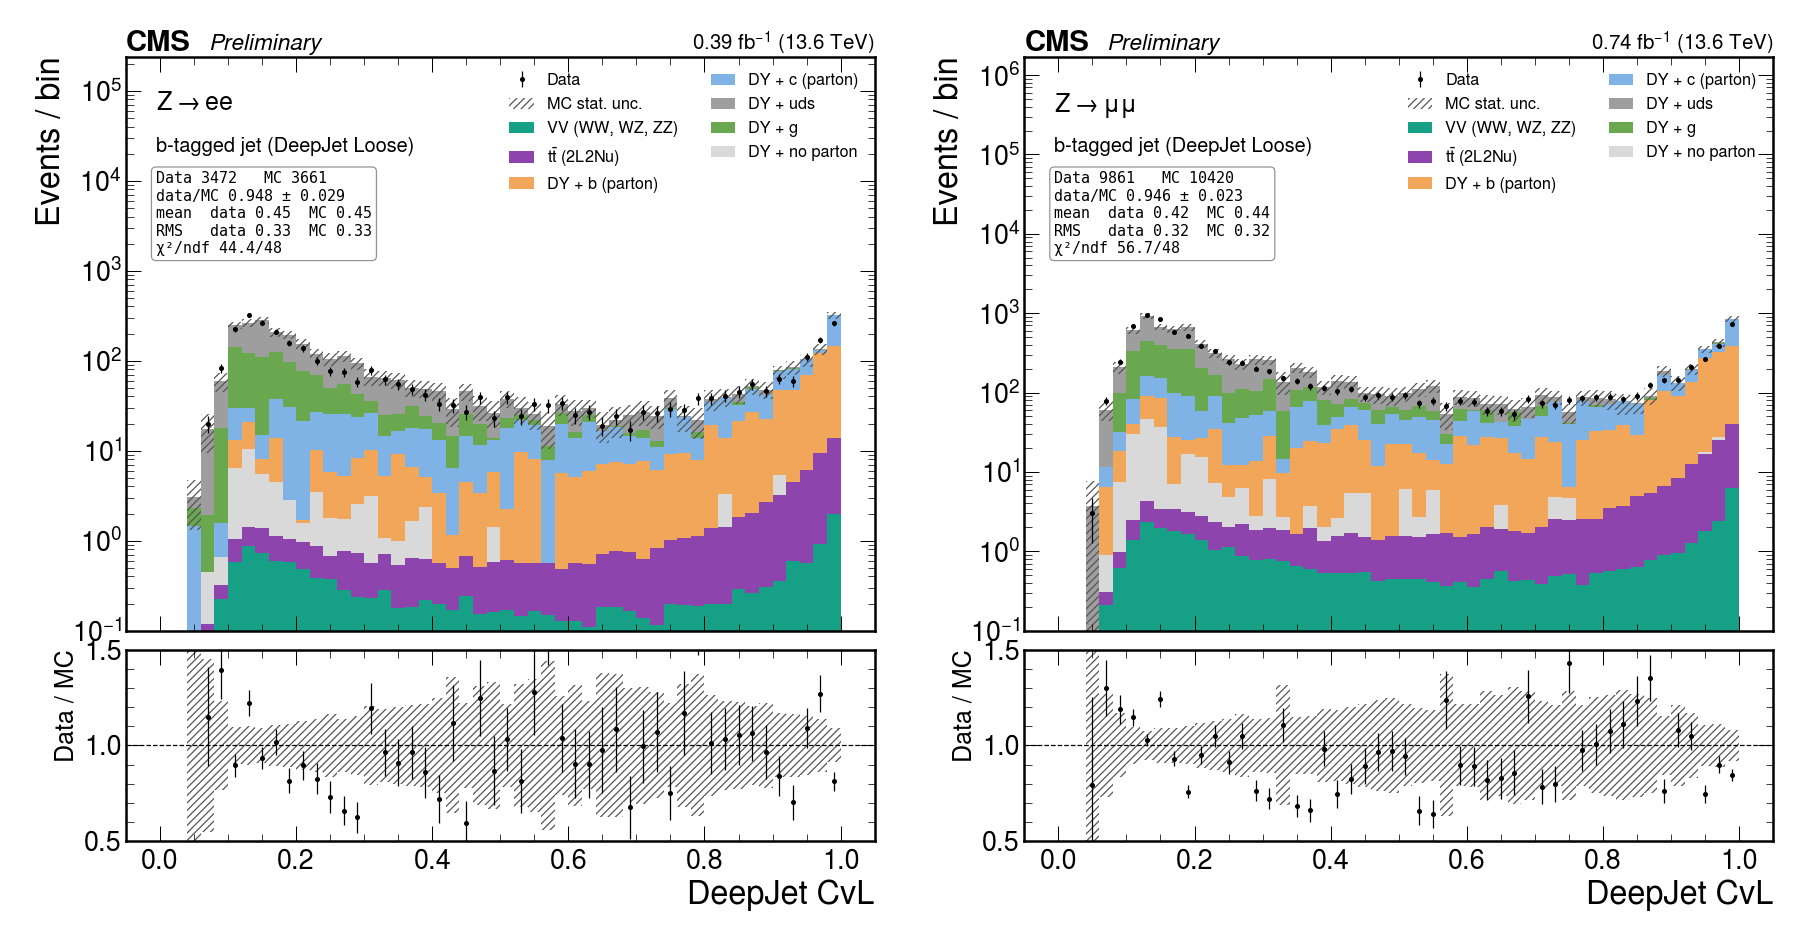 CMS Preliminary 0.39 fb⁻¹ (13.6 TeV)
Events / bin
10⁵
10⁴
10³
10²
10¹
10⁰
10⁻¹
Z→ee
b-tagged jet (DeepJet Loose)
Data 3472 MC 3661
data/MC 0.948 ± 0.029
mean data 0.45 MC 0.45
RMS data 0.33 MC 0.33
χ²/ndf 44.4/48
Data
MC stat. unc.
VV (WW, WZ, ZZ)
tt̄ (2L2Nu)
DY + b (parton)
DY + c (parton)
DY + uds
DY + g
DY + no parton
Data / MC
1.5
1.0
0.5
0.0 0.2 0.4 0.6 0.8 1.0
DeepJet CvL
CMS Preliminary 0.74 fb⁻¹ (13.6 TeV)
Events / bin
10⁶
10⁵
10⁴
10³
10²
10¹
10⁰
10⁻¹
Z→μμ
b-tagged jet (DeepJet Loose)
Data 9861 MC 10420
data/MC 0.946 ± 0.023
mean data 0.42 MC 0.44
RMS data 0.32 MC 0.32
χ²/ndf 56.7/48
Data
MC stat. unc.
VV (WW, WZ, ZZ)
tt̄ (2L2Nu)
DY + b (parton)
DY + c (parton)
DY + uds
DY + g
DY + no parton
Data / MC
1.5
1.0
0.5
0.0 0.2 0.4 0.6 0.8 1.0
DeepJet CvL